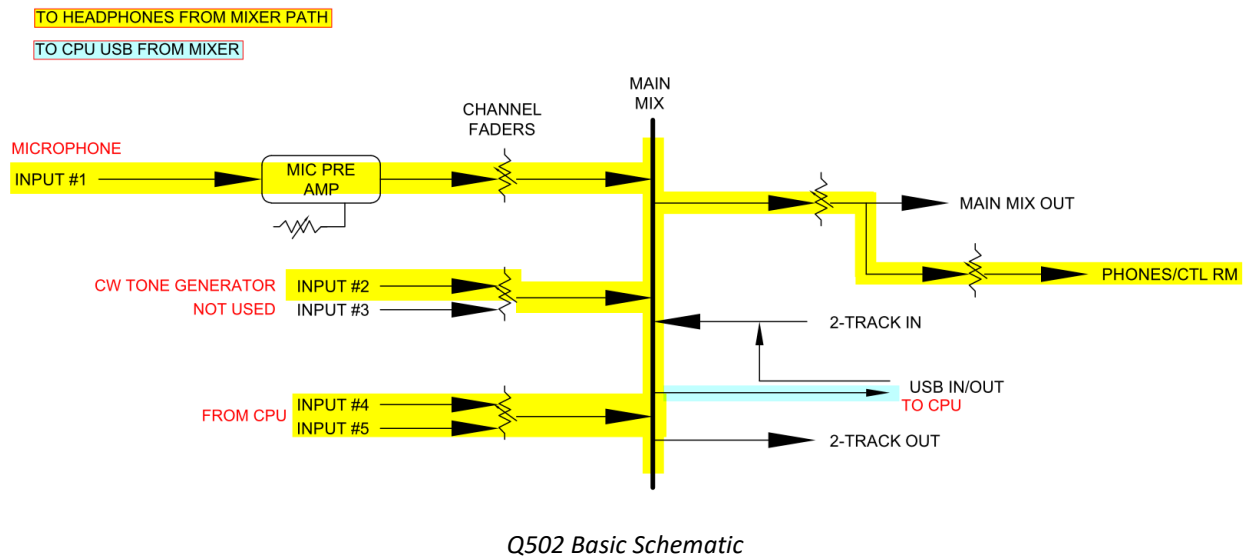 TO HEADPHONES FROM MIXER PATH
TO CPU USB FROM MIXER
MAIN
MIX
CHANNEL
FADERS
MICROPHONE
INPUT #1
MIC PRE
AMP
MAIN MIX OUT
PHONES/CTL RM
CW TONE GENERATOR
INPUT #2
NOT USED
INPUT #3
2-TRACK IN
USB IN/OUT
TO CPU
FROM CPU
INPUT #4
INPUT #5
2-TRACK OUT
Q502 Basic Schematic